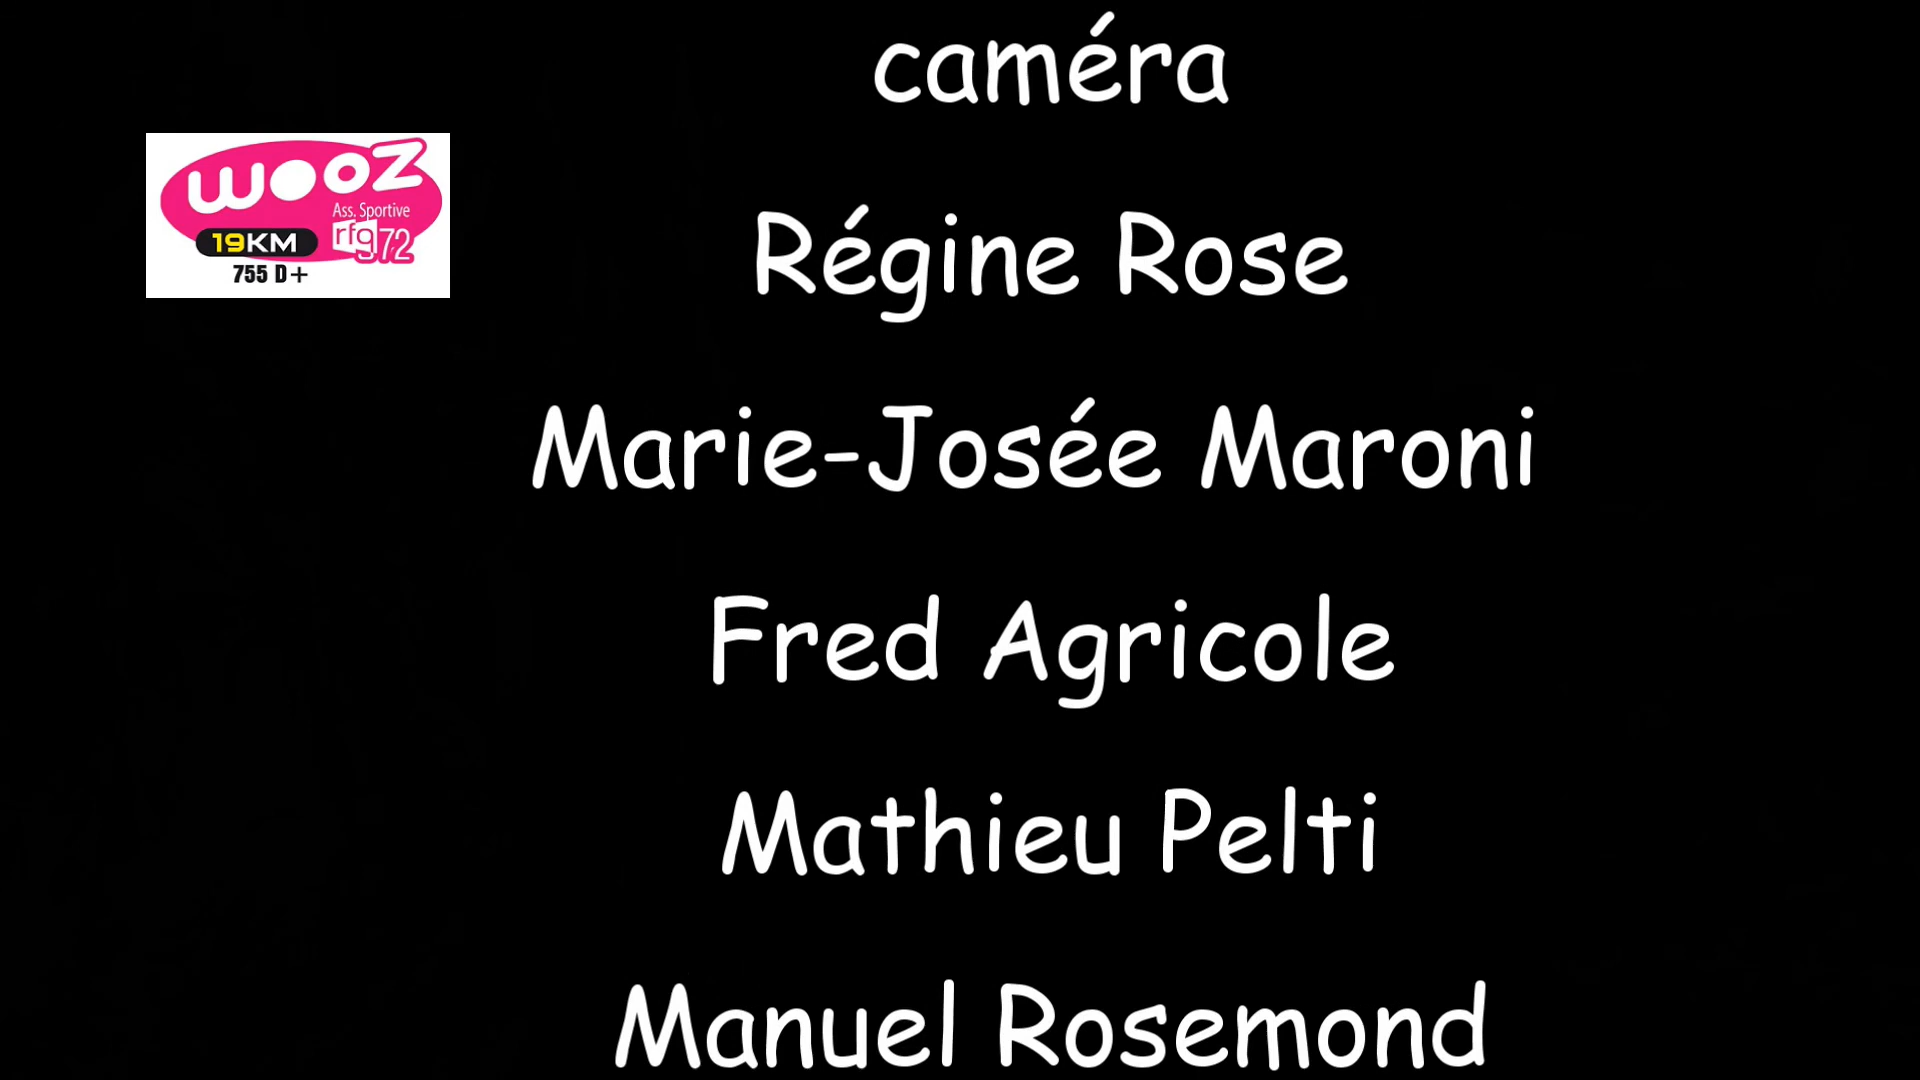 caméra
wooz
Ass. Sportive
rfg972
19KM
755 D+
Régine Rose
Marie-Josée Maroni
Fred Agricole
Mathieu Pelti
Manuel Rosemond